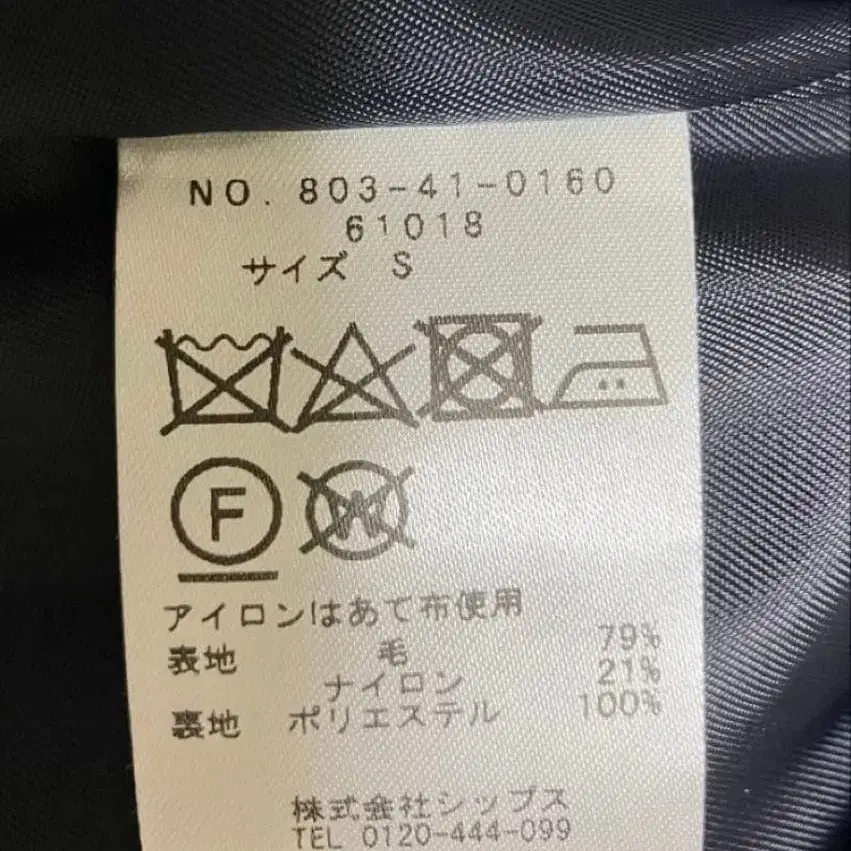 NO. 803-41-0160
61018
サイズ S
F W
アイロンはあて布使用
表地 毛 79%
ナイロン 21%
裏地 ポリエステル 100%
株式会社シップス
TEL 0120-444-099